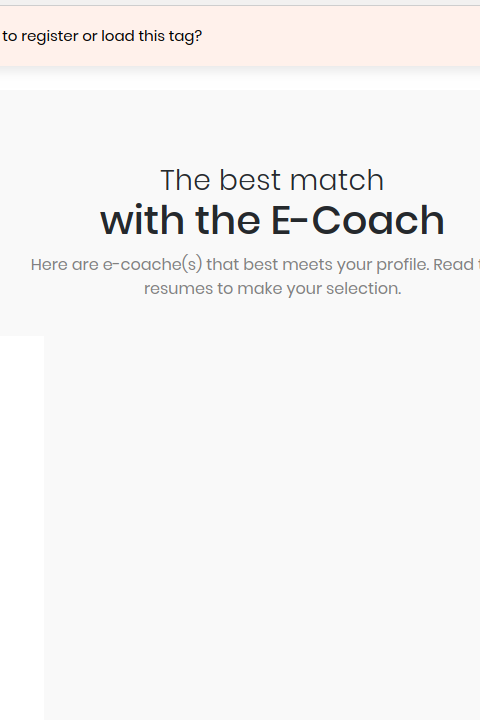 to register or load this tag?
The best match
with the E-Coach
Here are e-coache(s) that best meets your profile. Read
resumes to make your selection.